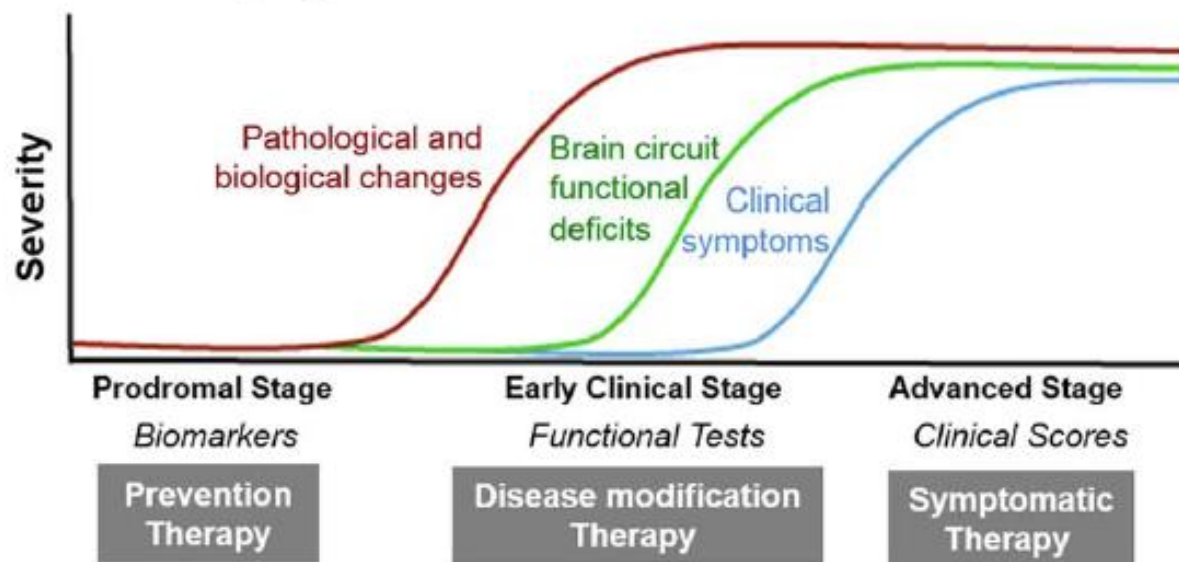 Severity
Pathological and
biological changes
Brain circuit
functional
deficits
Clinical
symptoms
Prodromal Stage
Early Clinical Stage
Advanced Stage
Biomarkers
Functional Tests
Clinical Scores
Prevention
Therapy
Disease modification
Therapy
Symptomatic
Therapy